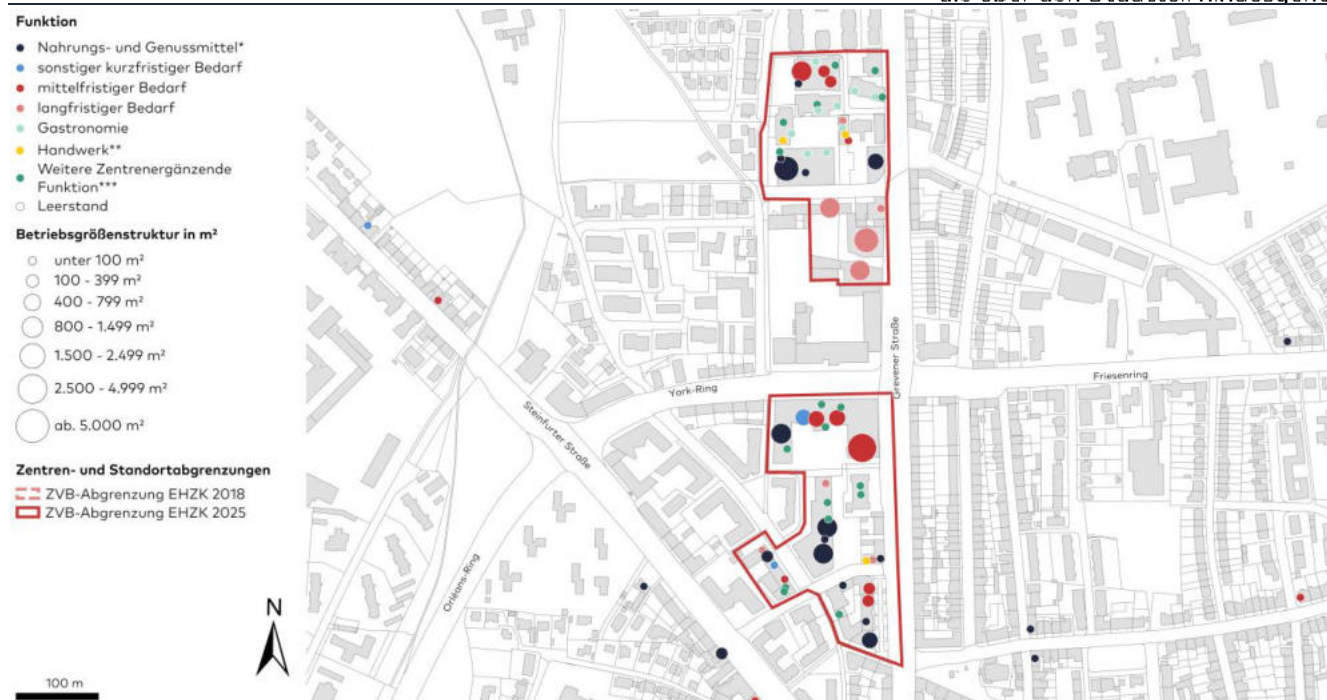 Funktion
Nahrungs- und Genussmittel*
sonstiger kurzfristiger Bedarf
mittelfristiger Bedarf
langfristiger Bedarf
Gastronomie
Handwerk**
Weitere Zentrenergänzende
Funktion***
Leerstand
Betriebsgrößenstruktur in m²
unter 100 m²
100 - 399 m²
400 - 799 m²
800 - 1.499 m²
1.500 - 2.499 m²
2.500 - 4.999 m²
ab. 5.000 m²
Zentren- und Standortabgrenzungen
ZVB-Abgrenzung EHZK 2018
ZVB-Abgrenzung EHZK 2025
N
100 m
Grevener Straße
Friesenring
York-Ring
Steinfurter Straße
Orléans-Ring